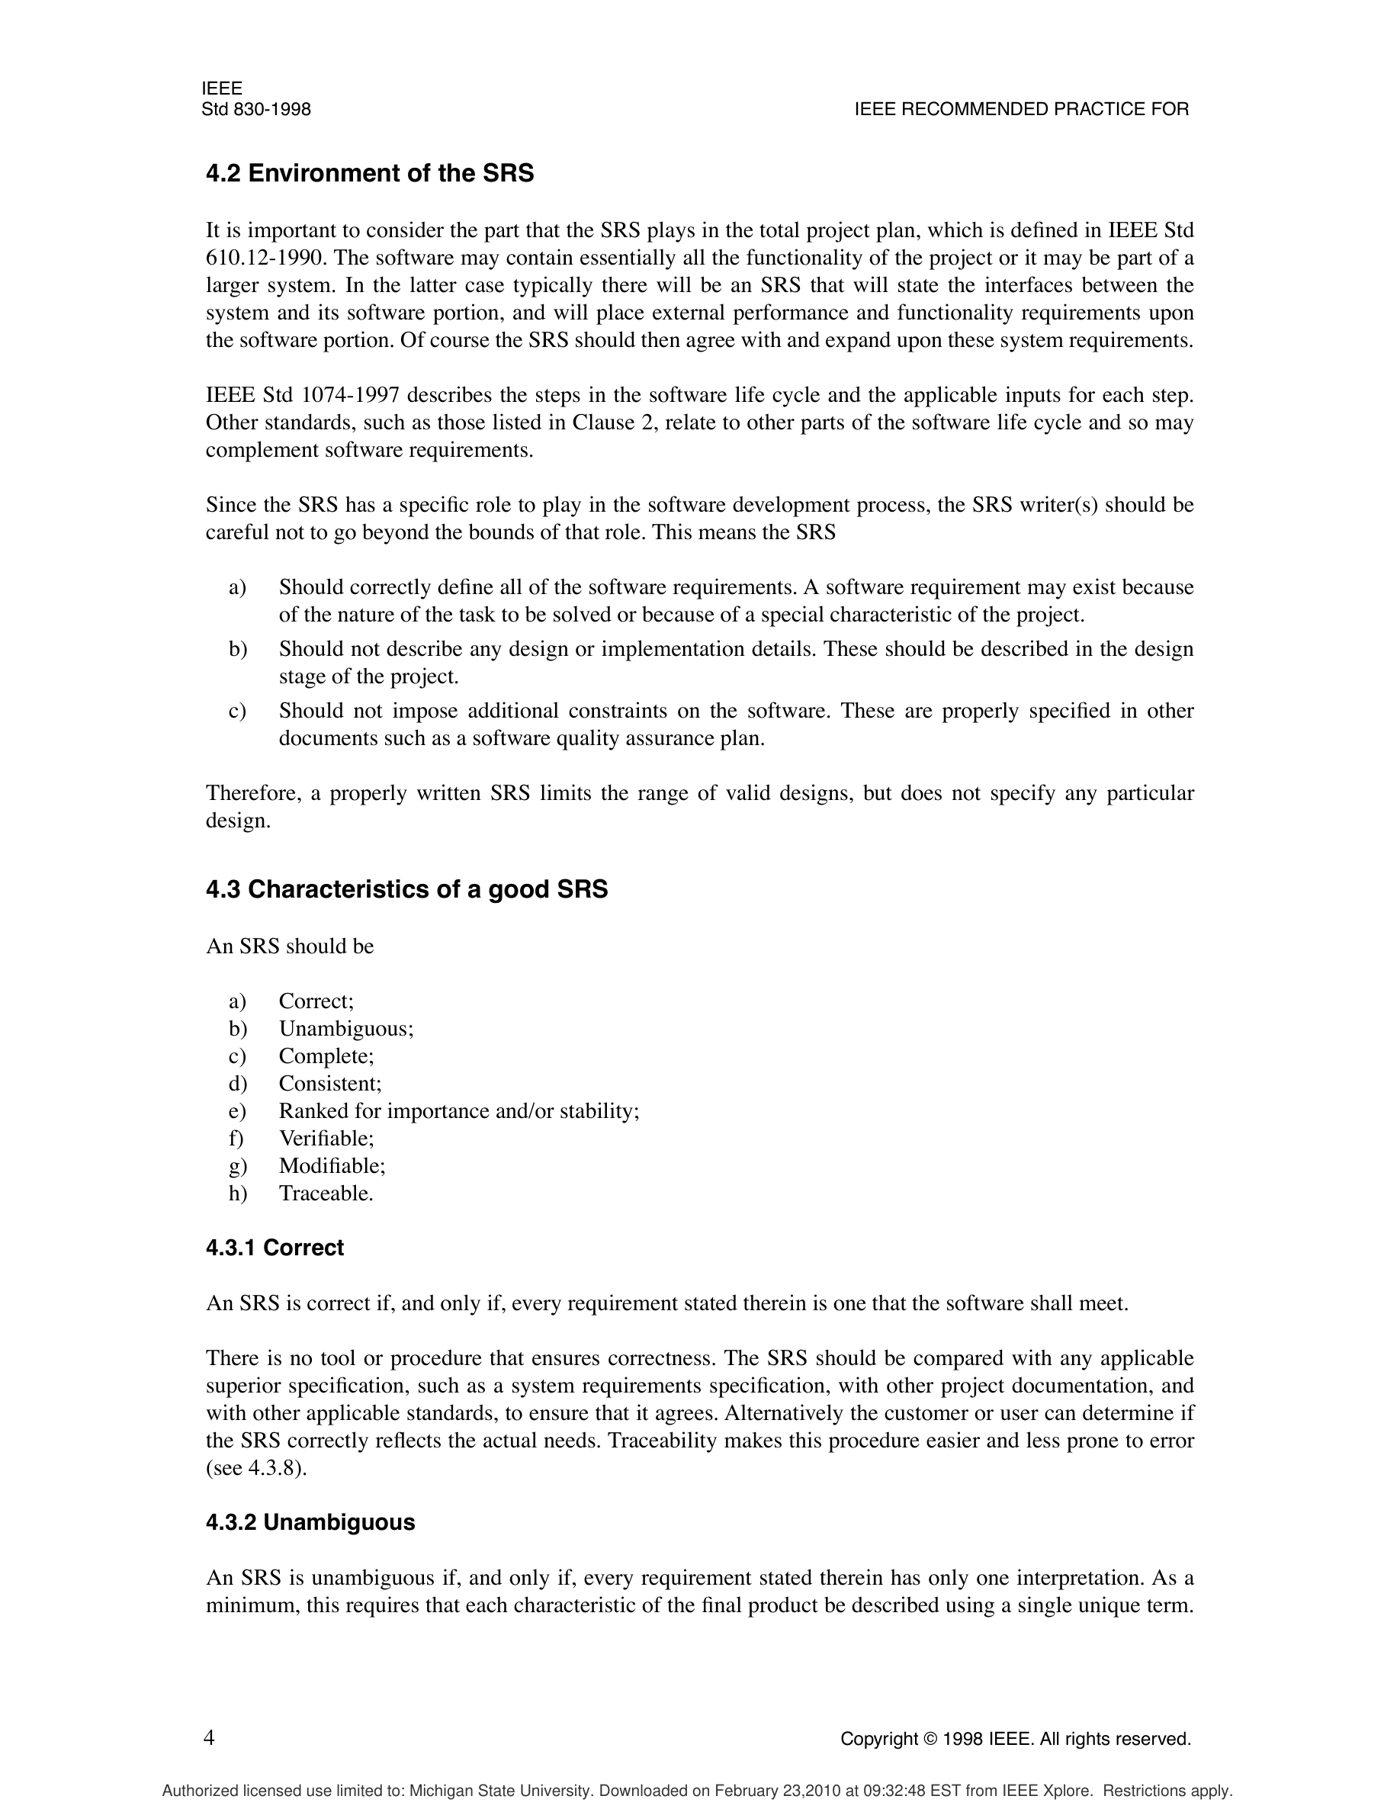 IEEE
Std 830-1998
IEEE RECOMMENDED PRACTICE FOR
4.2 Environment of the SRS
It is important to consider the part that the SRS plays in the total project plan, which is defined in IEEE Std
610.12-1990. The software may contain essentially all the functionality of the project or it may be part of a
larger system. In the latter case typically there will be an SRS that will state the interfaces between the
system and its software portion, and will place external performance and functionality requirements upon
the software portion. Of course the SRS should then agree with and expand upon these system requirements.
IEEE Std 1074-1997 describes the steps in the software life cycle and the applicable inputs for each step.
Other standards, such as those listed in Clause 2, relate to other parts of the software life cycle and so may
complement software requirements.
Since the SRS has a specific role to play in the software development process, the SRS writer(s) should be
careful not to go beyond the bounds of that role. This means the SRS
a) Should correctly define all of the software requirements. A software requirement may exist because
of the nature of the task to be solved or because of a special characteristic of the project.
b) Should not describe any design or implementation details. These should be described in the design
stage of the project.
c) Should not impose additional constraints on the software. These are properly specified in other
documents such as a software quality assurance plan.
Therefore, a properly written SRS limits the range of valid designs, but does not specify any particular
design.
4.3 Characteristics of a good SRS
An SRS should be
a) Correct;
b) Unambiguous;
c) Complete;
d) Consistent;
e) Ranked for importance and/or stability;
f) Verifiable;
g) Modifiable;
h) Traceable.
4.3.1 Correct
An SRS is correct if, and only if, every requirement stated therein is one that the software shall meet.
There is no tool or procedure that ensures correctness. The SRS should be compared with any applicable
superior specification, such as a system requirements specification, with other project documentation, and
with other applicable standards, to ensure that it agrees. Alternatively the customer or user can determine if
the SRS correctly reflects the actual needs. Traceability makes this procedure easier and less prone to error
(see 4.3.8).
4.3.2 Unambiguous
An SRS is unambiguous if, and only if, every requirement stated therein has only one interpretation. As a
minimum, this requires that each characteristic of the final product be described using a single unique term.
4
Copyright © 1998 IEEE. All rights reserved.
Authorized licensed use limited to: Michigan State University. Downloaded on February 23,2010 at 09:32:48 EST from IEEE Xplore. Restrictions apply.